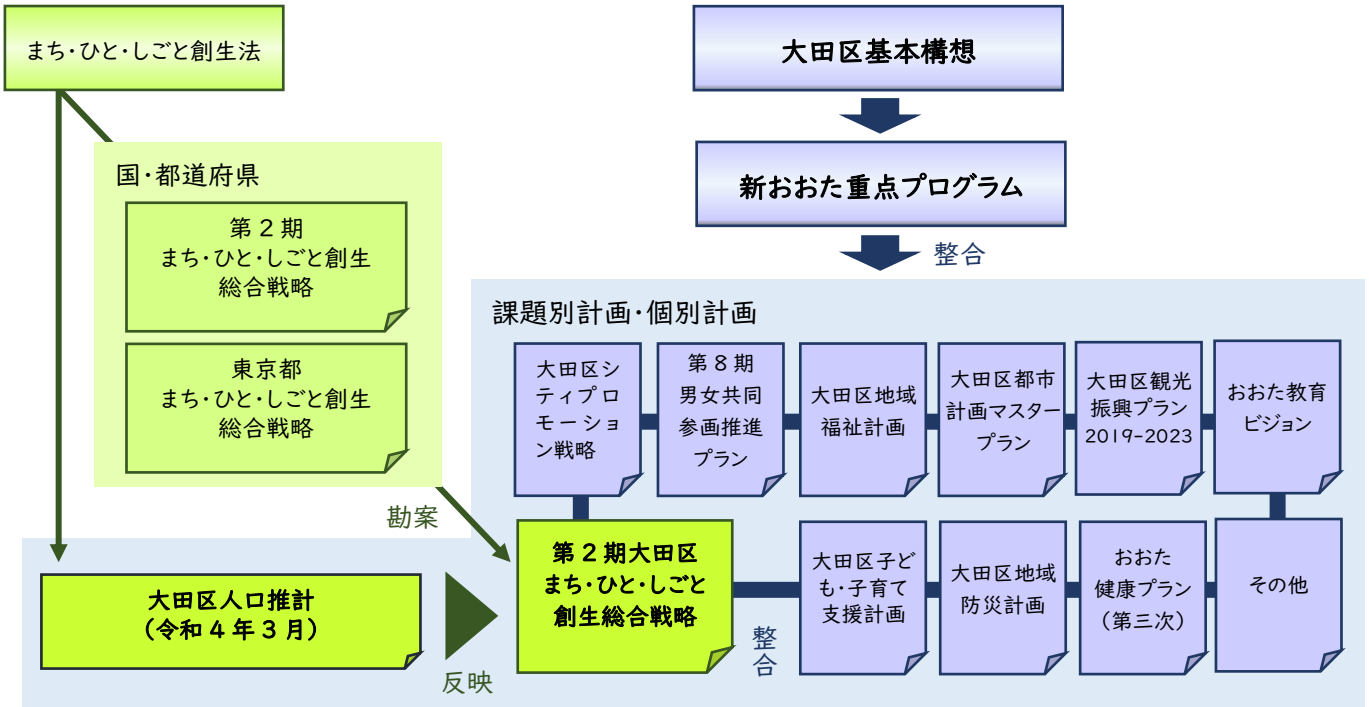 まち・ひと・しごと創生法
大田区基本構想
新おおた重点プログラム
整合
国・都道府県
第2期
まち・ひと・しごと創生
総合戦略
東京都
まち・ひと・しごと創生
総合戦略
勘案
課題別計画・個別計画
大田区シ
ティプロ
モーショ
ン戦略
第8期
男女共同
参画推進
プラン
大田区地域
福祉計画
大田区都市
計画マスター
プラン
大田区観光
振興プラン
2019-2023
おおた教育
ビジョン
大田区人口推計
(令和4年3月)
反映
第2期大田区
まち・ひと・しごと
創生総合戦略
整合
大田区子ど
も・子育て
支援計画
大田区地域
防災計画
おおた
健康プラン
(第三次)
その他